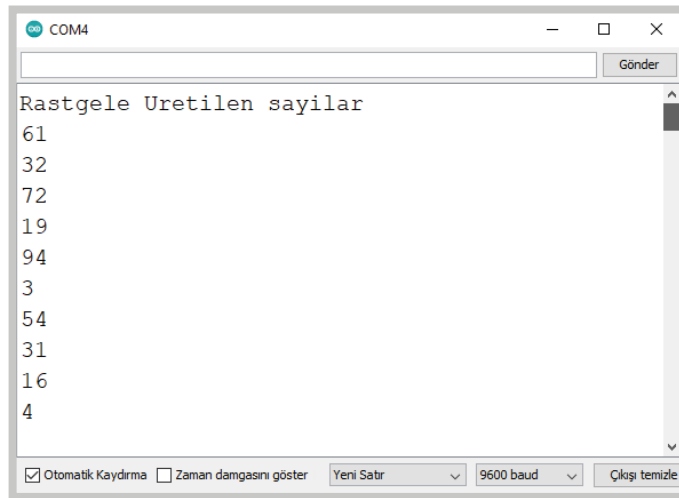 COM4
Gönder
Rastgele Uretilen sayilar
61
32
72
19
94
3
54
31
16
4
Otomatik Kaydırma Zaman damgasını göster Yeni Satır 9600 baud Çıkışı temizle